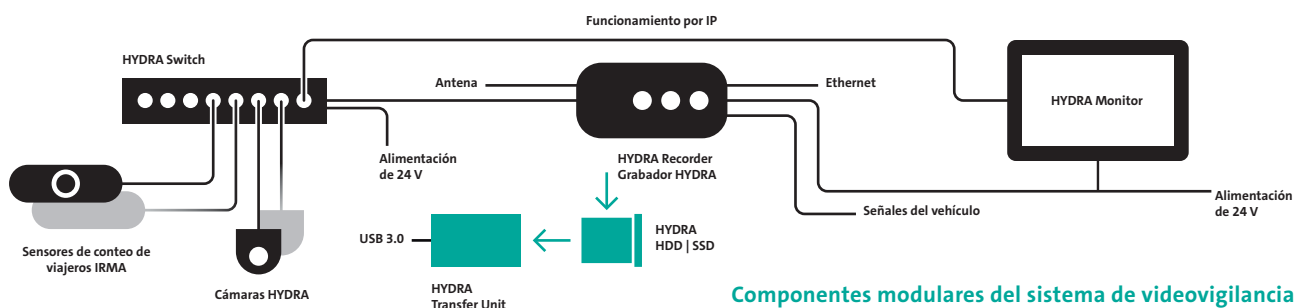 Funcionamiento por IP
HYDRA Switch
Antena
Ethernet
HYDRA Monitor
Alimentación
de 24 V
HYDRA Recorder
Grabador HYDRA
Alimentación
de 24 V
Señales del vehículo
Sensores de conteo de
viajeros IRMA
USB 3.0
HYDRA
HDD | SSD
Cámaras HYDRA
HYDRA
Transfer Unit
Componentes modulares del sistema de videovigilancia